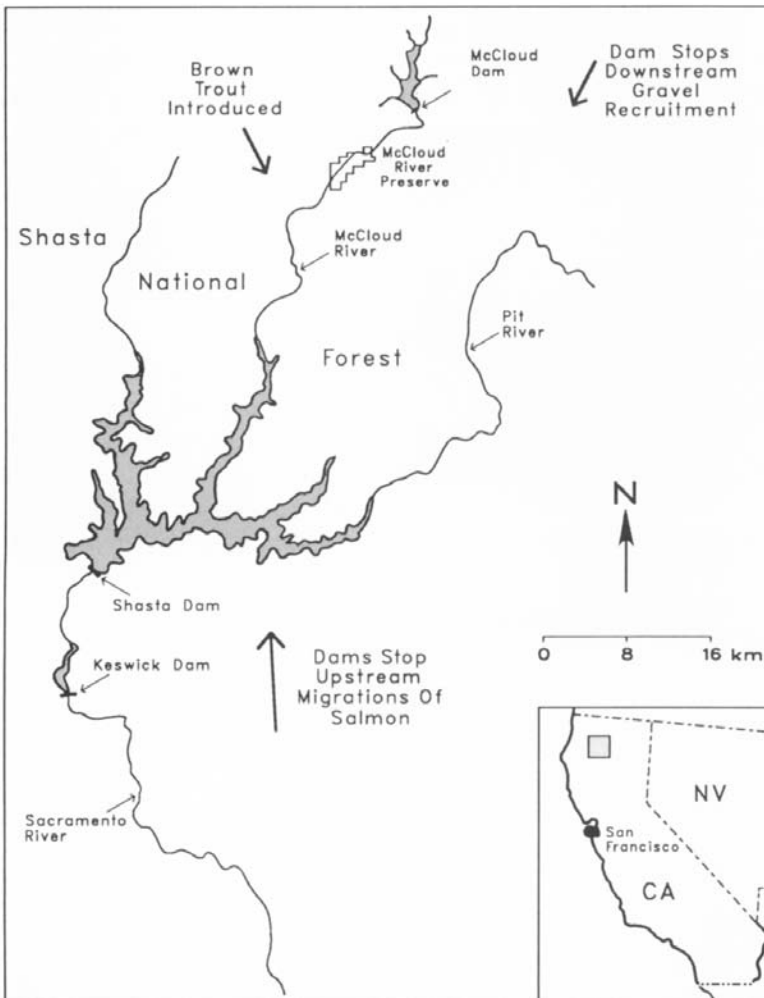 Brown
Trout
Introduced
McCloud
Dam
Dam Stops
Downstream
Gravel
Recruitment
McCloud
River
Preserve
Shasta
McCloud
River
National
Pit
River
Forest
N
Shasta Dam
0 8 16 km
Keswick Dam
Dams Stop
Upstream
Migrations Of
Salmon
Sacramento
River
NV
San
Francisco
CA